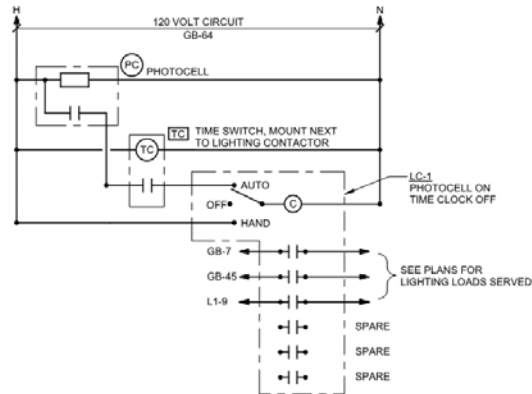 H
N
120 VOLT CIRCUIT
GB-64
PC
PHOTOCELL
TC
TC
TIME SWITCH, MOUNT NEXT
TO LIGHTING CONTACTOR
AUTO
OFF
HAND
C
LC-1
PHOTOCELL ON
TIME CLOCK OFF
GB-7
GB-45
L1-9
SEE PLANS FOR
LIGHTING LOADS SERVED
SPARE
SPARE
SPARE